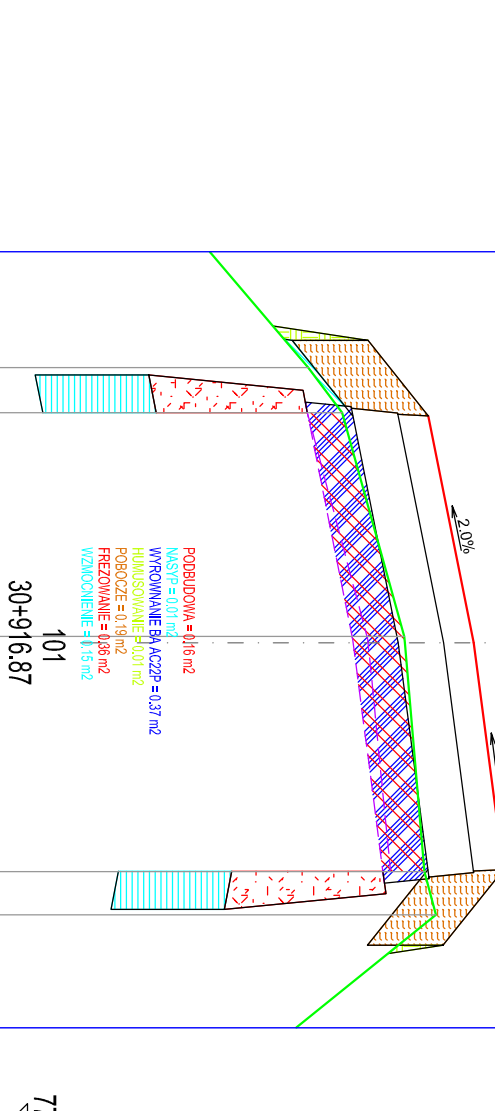 2.0%
PODBUDOWA = 0.16 m2
NASYP = 0.01 m2
WYROWNANIE BA AC22P = 0.37 m2
HUMUSOWANIE = 0.01 m2
POBOCZE = 0.19 m2
FREZOWANIE = 0.36 m2
WZMOCNIENIE = 0.15 m2
101
30+916.87